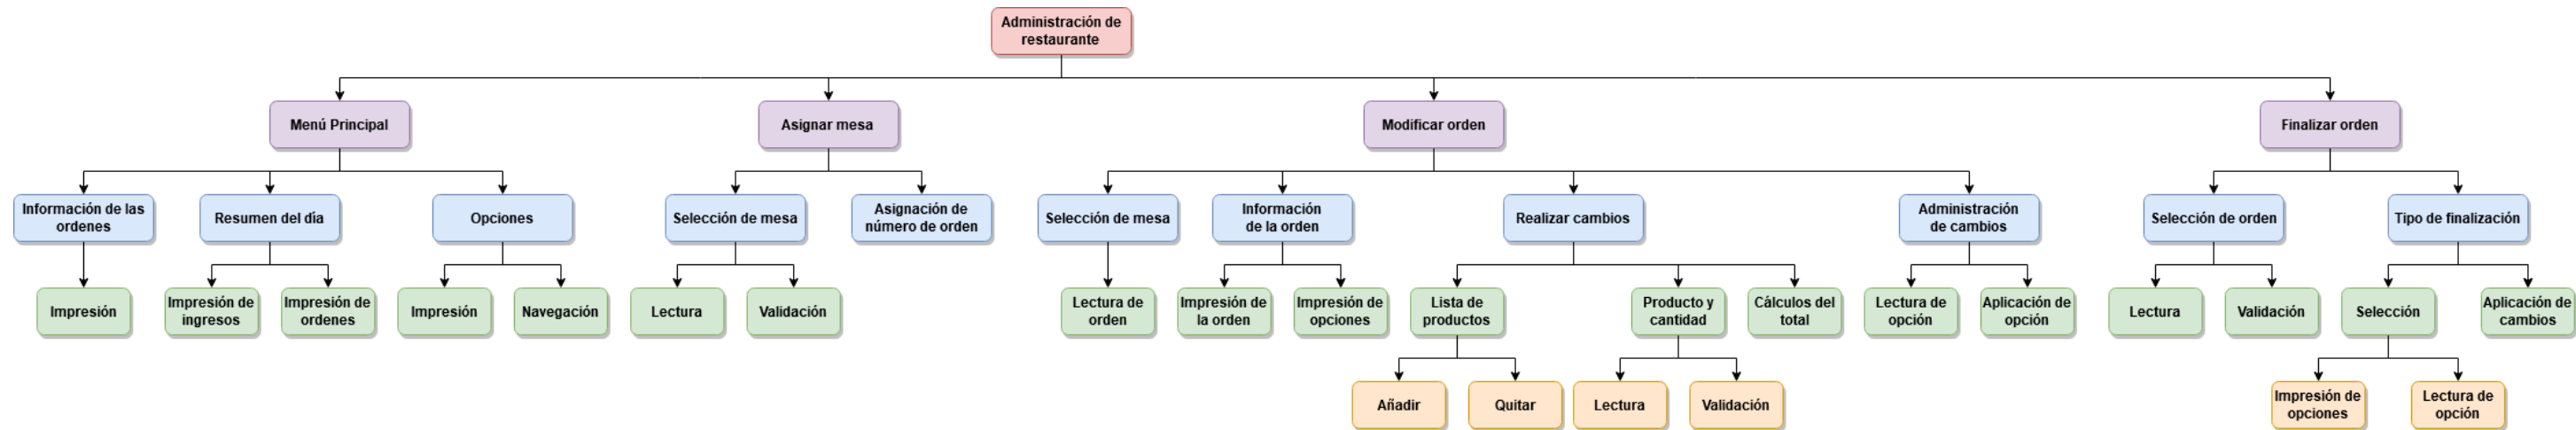 Administración de
restaurante
Menú Principal
Asignar mesa
Modificar orden
Finalizar orden
Información de las
ordenes
Resumen del día
Opciones
Selección de mesa
Asignación de
número de orden
Selección de mesa
Información
de la orden
Realizar cambios
Administración
de cambios
Selección de orden
Tipo de finalización
Impresión
Impresión de
ingresos
Impresión de
ordenes
Impresión
Navegación
Lectura
Validación
Lectura de
orden
Impresión de
la orden
Impresión de
opciones
Lista de
productos
Producto y
cantidad
Cálculos del
total
Lectura de
opción
Aplicación de
opción
Lectura
Validación
Selección
Aplicación de
cambios
Añadir
Quitar
Lectura
Validación
Impresión de
opciones
Lectura de
opción